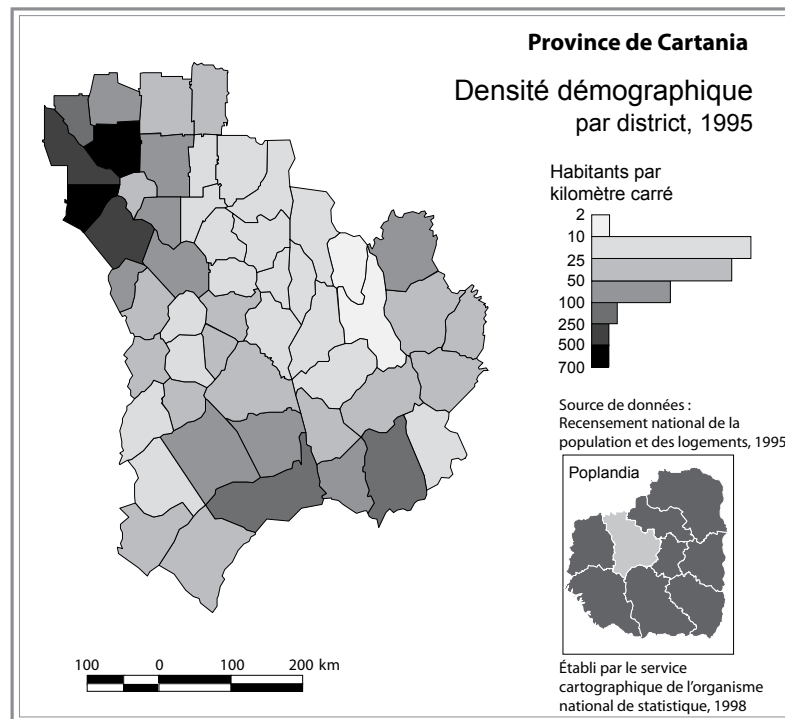 Province de Cartania
Densité démographique
par district, 1995
Habitants par
kilomètre carré
2
10
25
50
100
250
500
700
Source de données :
Recensement national de la
population et des logements, 1995
Poplandia
100 0 100 200 km
Établi par le service
cartographique de l'organisme
national de statistique, 1998